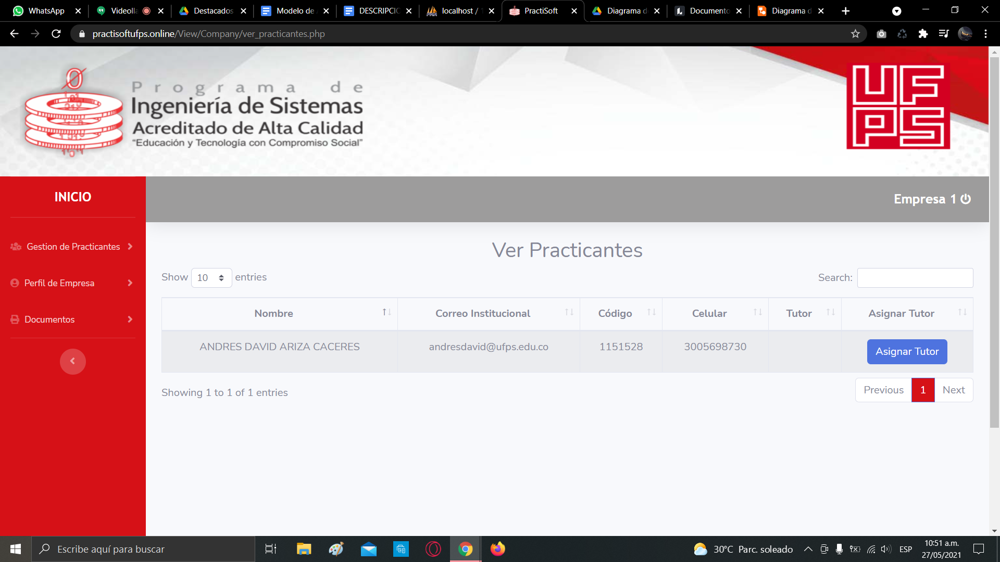 WhatsApp
Videolla
Destacados
Modelo de
DESCRIPCIO
localhost / 1
PractiSoft
Diagrama d
Documento
Diagrama d
practisoftufps.online/View/Company/ver_practicantes.php
Programa de
Ingeniería de Sistemas
Acreditado de Alta Calidad
“Educación y Tecnología con Compromiso Social”
UFPS
INICIO
Empresa 1
Gestion de Practicantes
Perfil de Empresa
Documentos
Ver Practicantes
Show 10 entries
Search:
Nombre Correo Institucional Código Celular Tutor Asignar Tutor
ANDRES DAVID ARIZA CACERES andresdavid@ufps.edu.co 1151528 3005698730 Asignar Tutor
Showing 1 to 1 of 1 entries
Previous 1 Next
Escribe aquí para buscar
30°C Parc. soleado
ESP
10:51 a.m.
27/05/2021